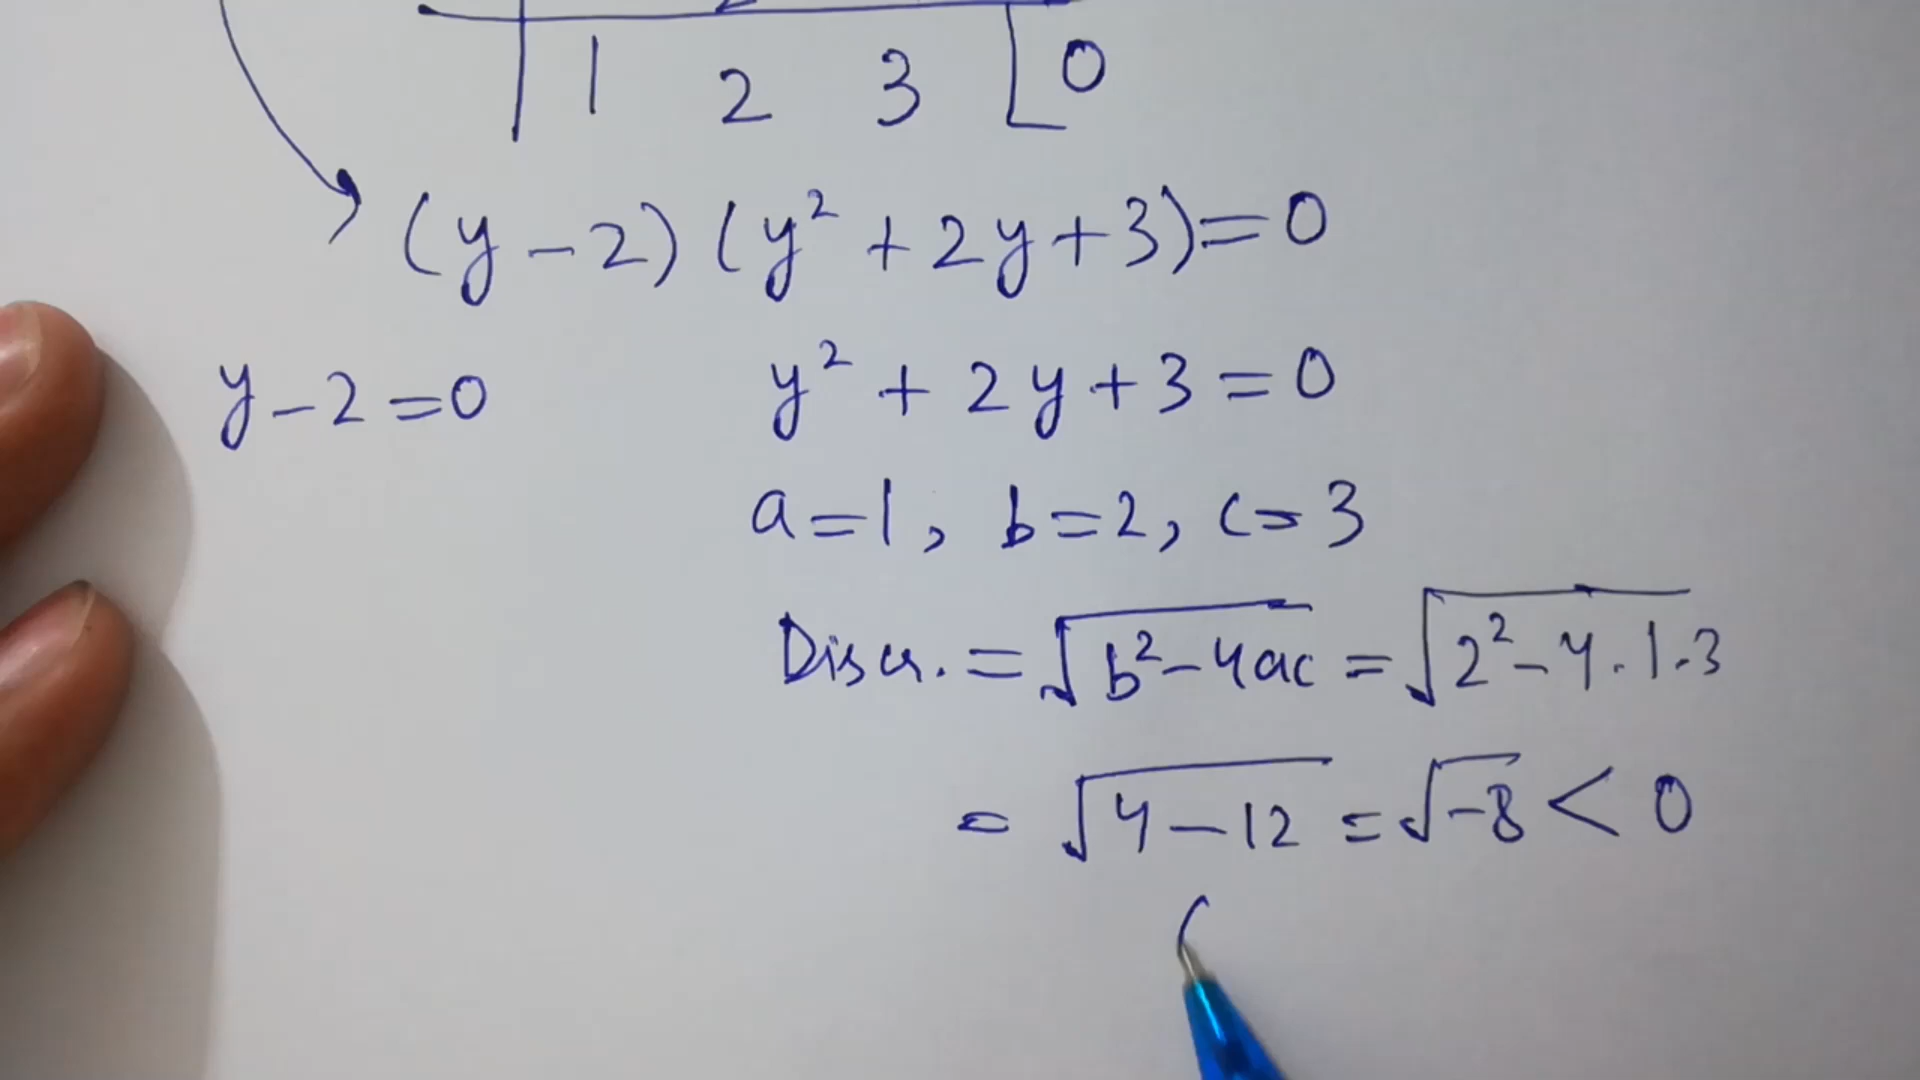 1 2 3 0
(y-2)(y²+2y+3)=0
y-2=0 y²+2y+3=0
a=1, b=2, c=3
Discr. = √b²-4ac = √2²-4.1.3
= √4-12 = √-8 < 0
(